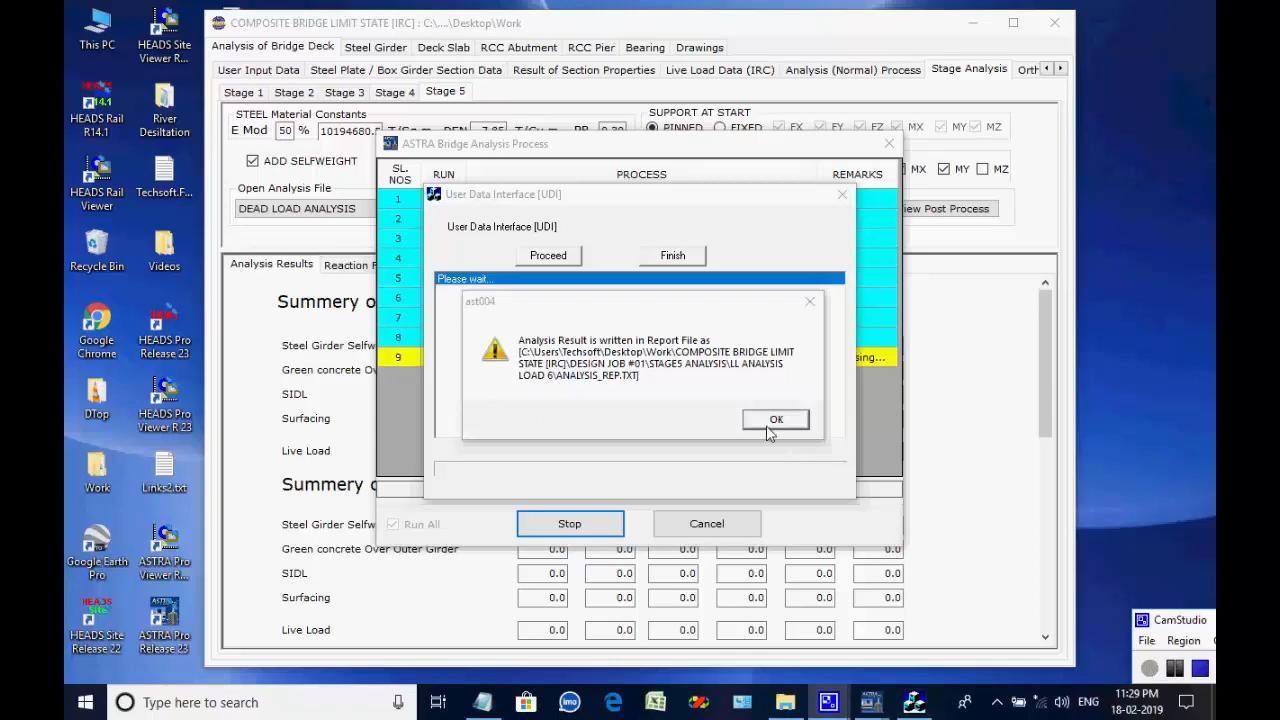 This PC
HEADS Site
Viewer R...
HEADS Rail
R14.1
River
Desiltation
HEADS Rail
Viewer
Techsoft.F...
Recycle Bin
Videos
Google
Chrome
HEADS Pro
Release 23
DTop
HEADS Pro
Viewer R 23
Work
Links2.txt
Google Earth
Pro
ASTRA Pro
Viewer R...
HEADS Site
Release 22
ASTRA Pro
Release 23
COMPOSITE BRIDGE LIMIT STATE [IRC] : C:\....\Desktop\Work
Analysis of Bridge Deck Steel Girder Deck Slab RCC Abutment RCC Pier Bearing Drawings
User Input Data Steel Plate / Box Girder Section Data Result of Section Properties Live Load Data (IRC) Analysis (Normal) Process Stage Analysis Orth
Stage 1 Stage 2 Stage 3 Stage 4 Stage 5
STEEL Material Constants
E Mod 50 % 10194680.5 T/Sq.m DEN 7.85 T/Cu.m PR 0.30
ADD SELFWEIGHT
Open Analysis File
DEAD LOAD ANALYSIS
SUPPORT AT START
PINNED FIXED FX FY FZ MX MY MZ
MX MY MZ
iew Post Process
Analysis Results Reaction F
Summery o
Steel Girder Selfw
Green concrete Ove
SIDL
Surfacing
Live Load
Summery o
Steel Girder Selfw
Green concrete Over Outer Girder 0.0 0.0 0.0 0.0 0.0 0.0
SIDL 0.0 0.0 0.0 0.0 0.0 0.0
Surfacing 0.0 0.0 0.0 0.0 0.0 0.0
Live Load 0.0 0.0 0.0 0.0 0.0 0.0
ASTRA Bridge Analysis Process
SL. NOS RUN PROCESS REMARKS
1
2
3
4
5
6
7
8
9 sing...
Run All Stop Cancel
User Data Interface [UDI]
User Data Interface [UDI]
Proceed Finish
Please wait...
ast004
Analysis Result is written in Report File as
[C:\Users\Techsoft\Desktop\Work\COMPOSITE BRIDGE LIMIT
STATE [IRC]\DESIGN JOB #01\STAGE5 ANALYSIS\LL ANALYSIS
LOAD 6\ANALYSIS_REP.TXT]
OK
CamStudio
File Region
Type here to search
imo
ENG
11:29 PM
18-02-2019